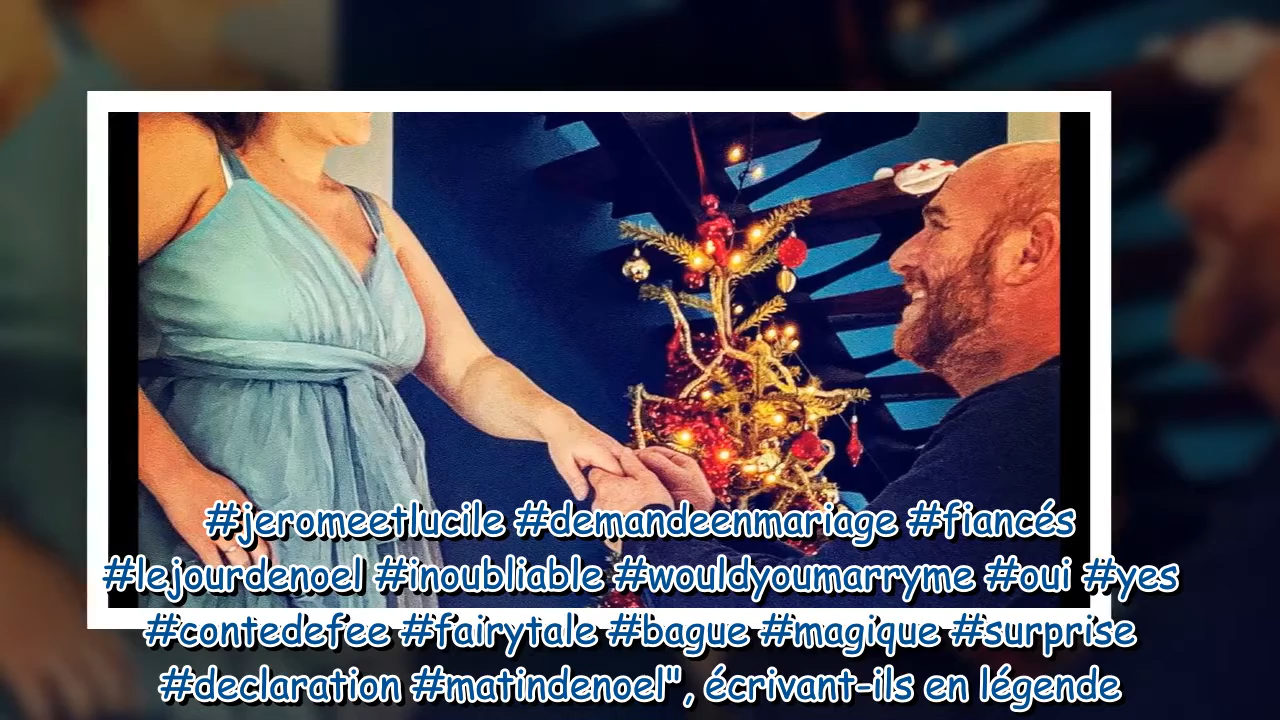 #jeromeetlucile #demandeenmariage #fiancés
#lejourdenoel #inoubliable #wouldyoumarryme #oui #yes
#contedefee #fairytale #bague #magique #surprise
#declaration #matindenoel", écrivant-ils en légende